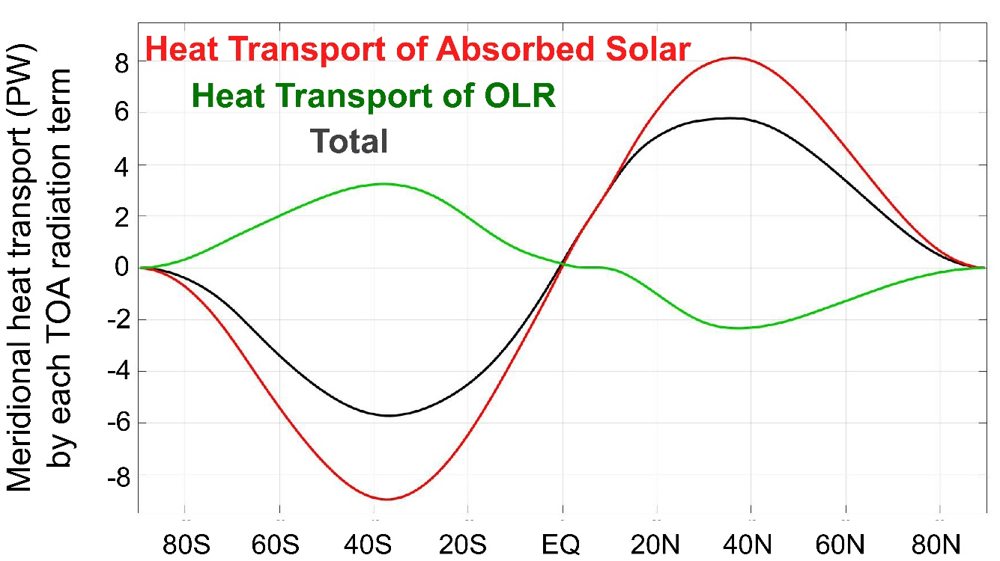 Meridional heat transport (PW)
by each TOA radiation term
Heat Transport of Absorbed Solar
Heat Transport of OLR
Total
8
6
4
2
0
-2
-4
-6
-8
80S 60S 40S 20S EQ 20N 40N 60N 80N